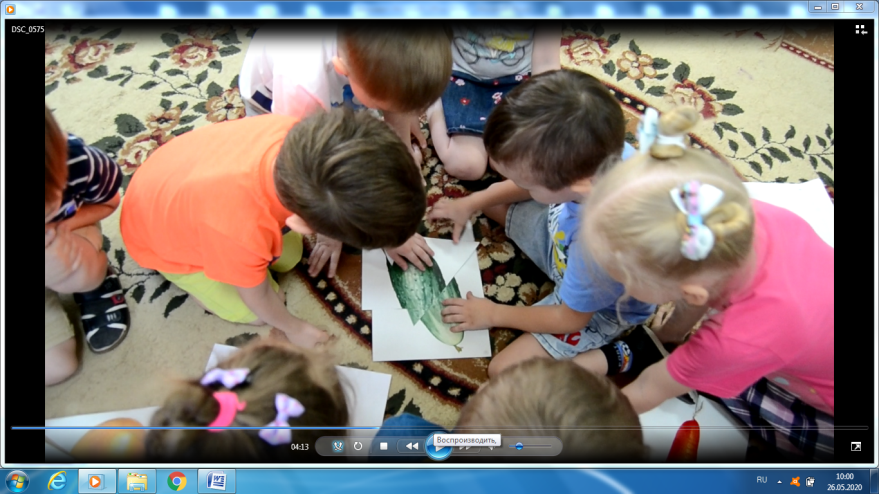 DSC_0575
04:13
Воспроизводить,
RU
10:00
26.05.2020